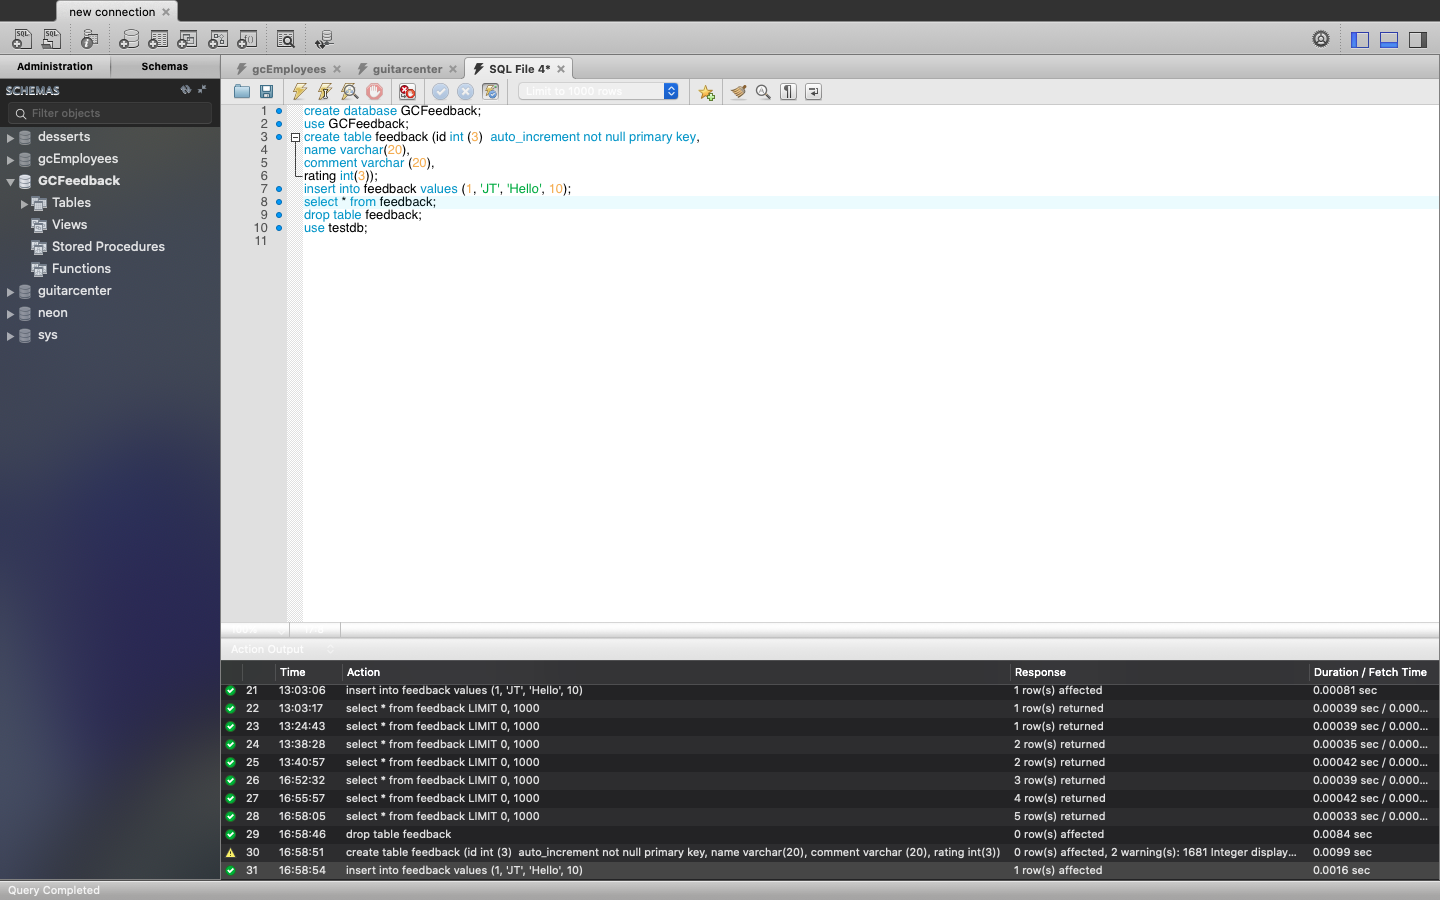 new connection
Administration Schemas
SCHEMAS
Filter objects
desserts
gcEmployees
GCFeedback
Tables
Views
Stored Procedures
Functions
guitarcenter
neon
sys
gcEmployees guitarcenter SQL File 4*
Limit to 1000 rows
1 create database GCFeedback;
2 use GCFeedback;
3 create table feedback (id int (3)  auto_increment not null primary key,
4 name varchar(20),
5 comment varchar (20),
6 rating int(3));
7 insert into feedback values (1, 'JT', 'Hello', 10);
8 select * from feedback;
9 drop table feedback;
10 use testdb;
11
Action Output
Time Action Response Duration / Fetch Time
21 13:03:06 insert into feedback values (1, 'JT', 'Hello', 10) 1 row(s) affected 0.00081 sec
22 13:03:17 select * from feedback LIMIT 0, 1000 1 row(s) returned 0.00039 sec / 0.000...
23 13:24:43 select * from feedback LIMIT 0, 1000 1 row(s) returned 0.00039 sec / 0.000...
24 13:38:28 select * from feedback LIMIT 0, 1000 2 row(s) returned 0.00035 sec / 0.000...
25 13:40:57 select * from feedback LIMIT 0, 1000 2 row(s) returned 0.00042 sec / 0.000...
26 16:52:32 select * from feedback LIMIT 0, 1000 3 row(s) returned 0.00039 sec / 0.000...
27 16:55:57 select * from feedback LIMIT 0, 1000 4 row(s) returned 0.00042 sec / 0.000...
28 16:58:05 select * from feedback LIMIT 0, 1000 5 row(s) returned 0.00033 sec / 0.000...
29 16:58:46 drop table feedback 0 row(s) affected 0.0084 sec
30 16:58:51 create table feedback (id int (3)  auto_increment not null primary key, name varchar(20), comment varchar (20), rating int(3)) 0 row(s) affected, 2 warning(s): 1681 Integer display... 0.0099 sec
31 16:58:54 insert into feedback values (1, 'JT', 'Hello', 10) 1 row(s) affected 0.0016 sec
Query Completed